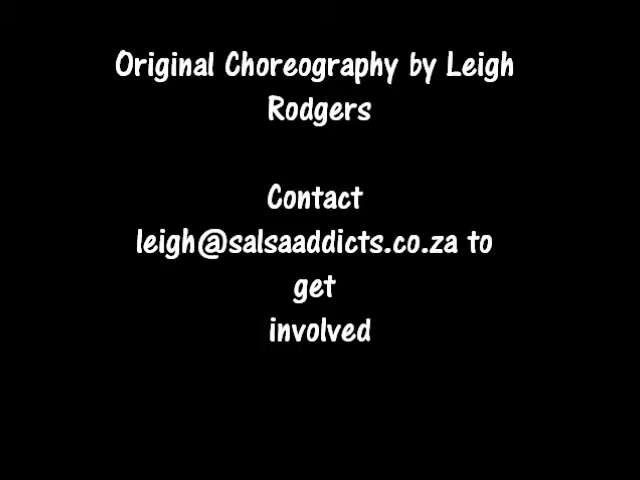 Original Choreography by Leigh
Rodgers
Contact
leigh@salsaaddicts.co.za to
get
involved